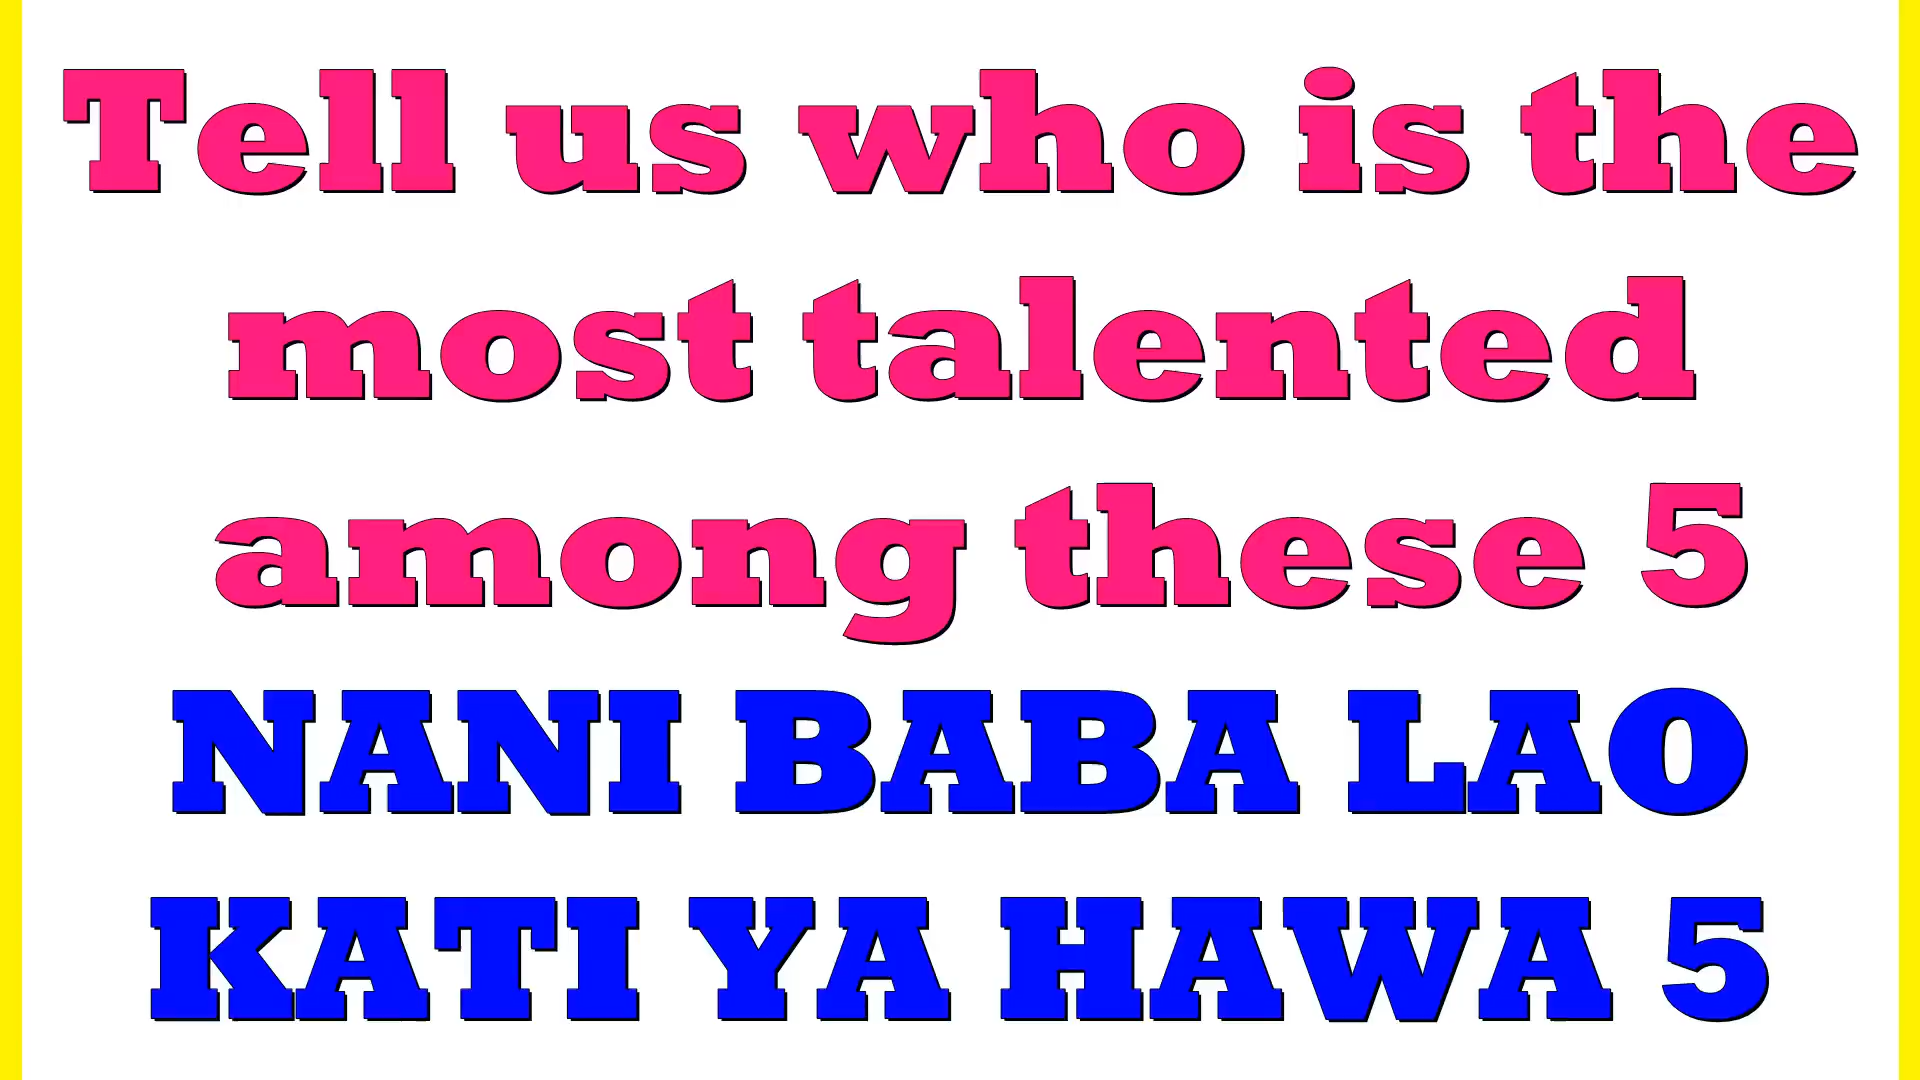 Tell us who is the
most talented
among these 5
NANI BABA LAO
KATI YA HAWA 5